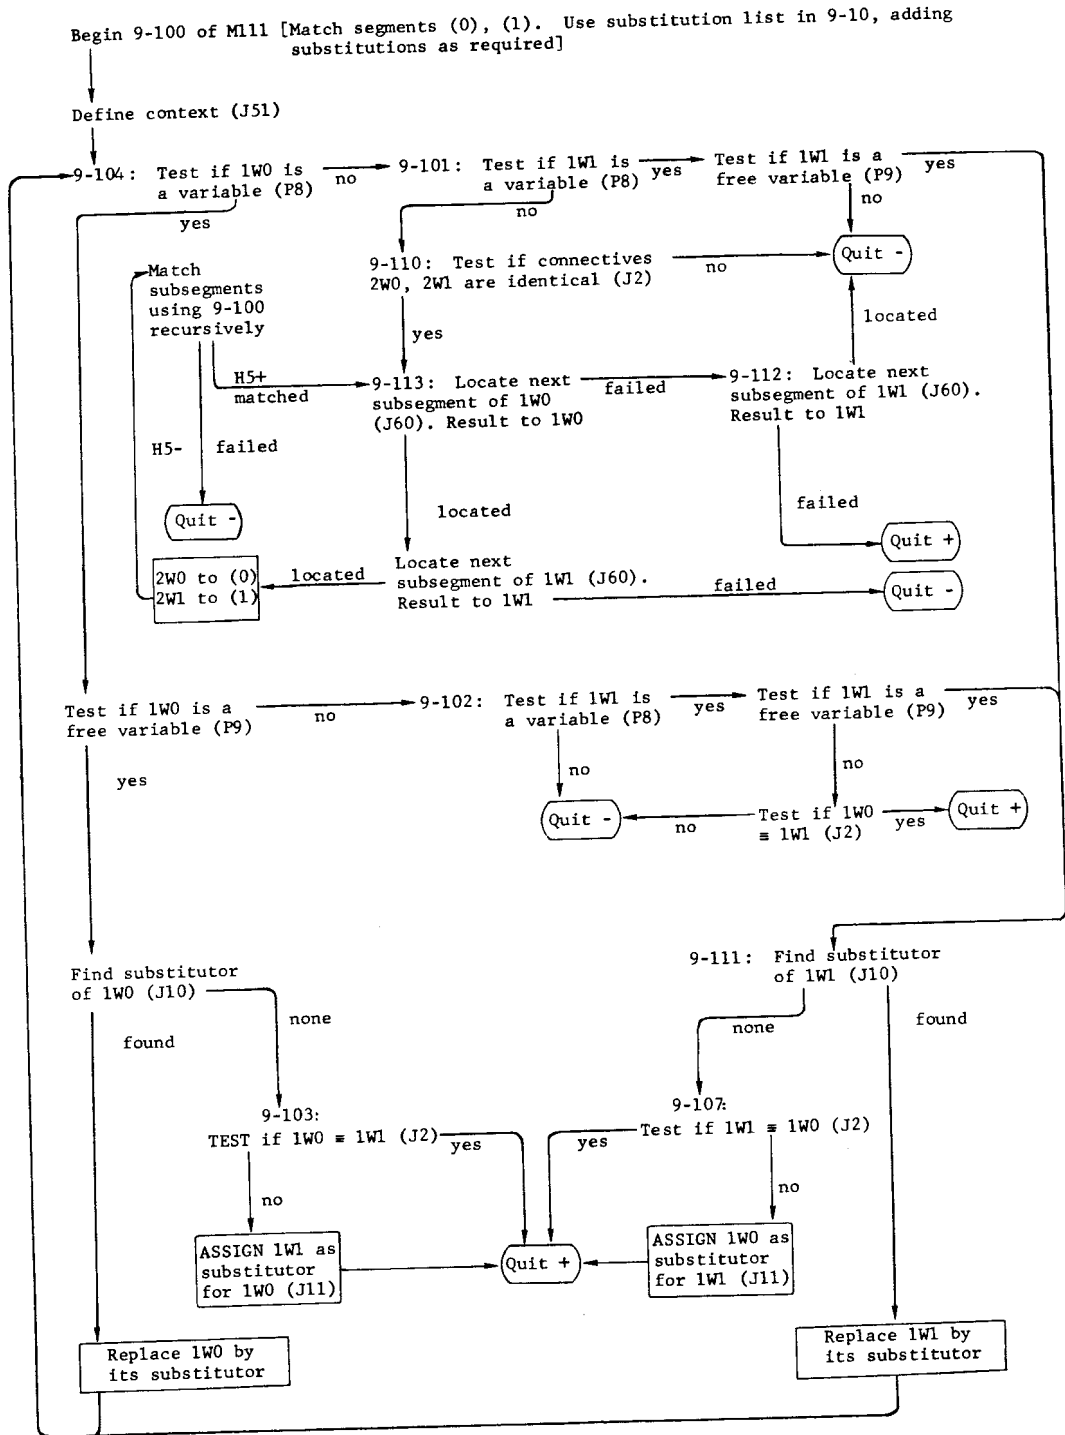 Begin 9-100 of M111 [Match segments (0), (1).  Use substitution list in 9-10, adding
substitutions as required]
Define context (J51)
9-104:  Test if 1W0 is
a variable (P8)
no
yes
9-101:  Test if 1W1 is
a variable (P8)
yes
no
Test if 1W1 is a
free variable (P9)
yes
no
Quit -
Match
subsegments
using 9-100
recursively
9-110:  Test if connectives
2W0, 2W1 are identical (J2)
no
yes
located
H5+
matched
H5-  failed
Quit -
9-113:  Locate next
subsegment of 1W0
(J60). Result to 1W0
failed
located
9-112:  Locate next
subsegment of 1W1 (J60).
Result to 1W1
failed
Quit +
2W0 to (0)
2W1 to (1)
located
Locate next
subsegment of 1W1 (J60).
Result to 1W1
failed
Quit -
Test if 1W0 is a
free variable (P9)
no
yes
9-102:  Test if 1W1 is
a variable (P8)
yes
no
Test if 1W1 is a
free variable (P9)
yes
no
Quit -
no
Test if 1W0
≡ 1W1 (J2)
yes
Quit +
Find substitutor
of 1W0 (J10)
none
found
9-111:  Find substitutor
of 1W1 (J10)
none
found
9-103:
TEST if 1W0 ≡ 1W1 (J2)
yes
no
9-107:
Test if 1W1 ≡ 1W0 (J2)
yes
no
ASSIGN 1W1 as
substitutor
for 1W0 (J11)
Quit +
ASSIGN 1W0 as
substitutor
for 1W1 (J11)
Replace 1W0 by
its substitutor
Replace 1W1 by
its substitutor